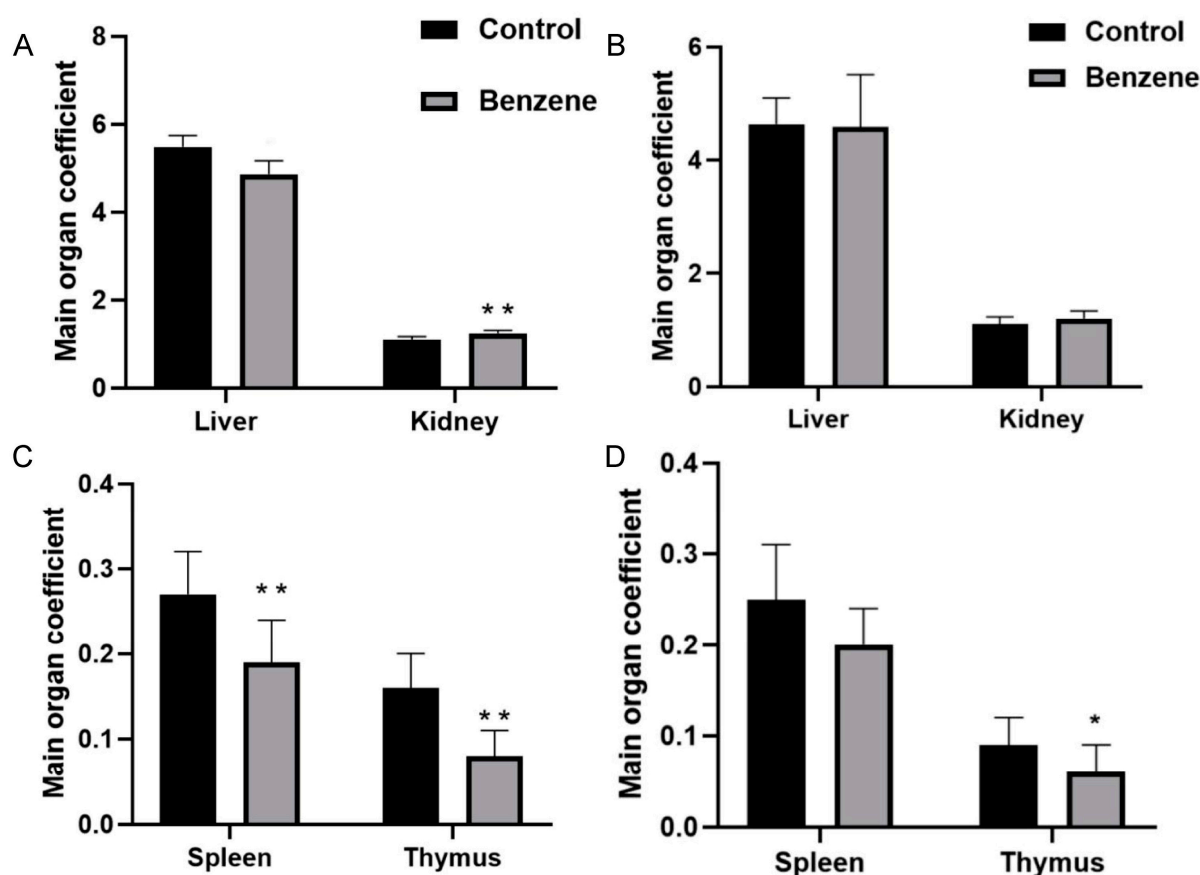 A
Main organ coefficient
8
6
4
2
0
Control
Benzene
* *
Liver
Kidney
B
Main organ coefficient
6
4
2
0
Control
Benzene
Liver
Kidney
C
Main organ coefficient
0.4
0.3
0.2
0.1
0.0
* *
* *
Spleen
Thymus
D
Main organ coefficient
0.4
0.3
0.2
0.1
0.0
*
Spleen
Thymus